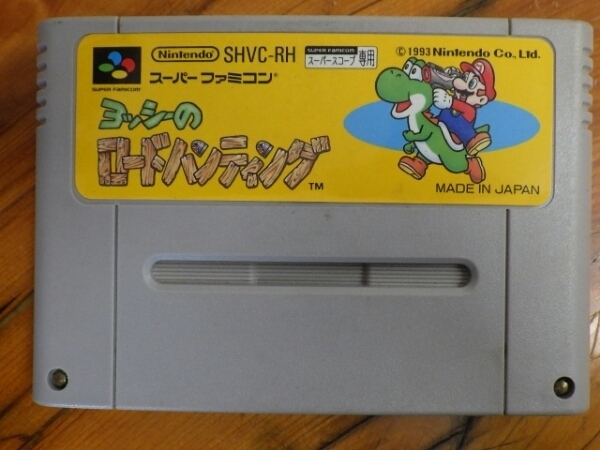 Nintendo SHVC-RH SUPER FAMICOM スーパースコープ 専用 © 1993 Nintendo Co., Ltd.
SUPER FAMICOM スーパーファミコン®
ヨッシーの
ロードハンティング™
MADE IN JAPAN